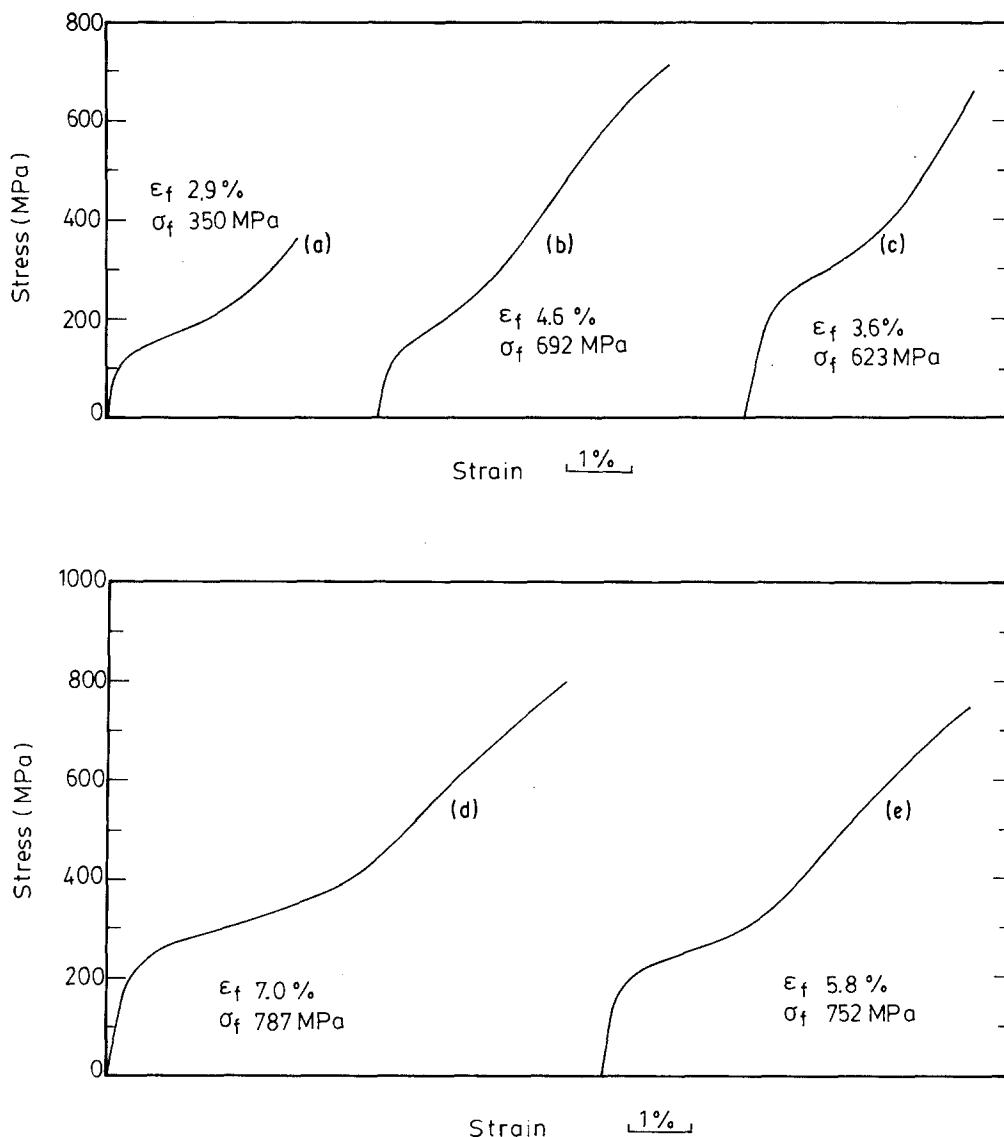 800
600
400
200
0
Stress (MPa)
εf 2.9 %
σf 350 MPa
(a)
(b)
εf 4.6 %
σf 692 MPa
(c)
εf 3.6 %
σf 623 MPa
Strain 1%
1000
800
600
400
200
0
Stress (MPa)
(d)
εf 7.0 %
σf 787 MPa
(e)
εf 5.8 %
σf 752 MPa
Strain 1%